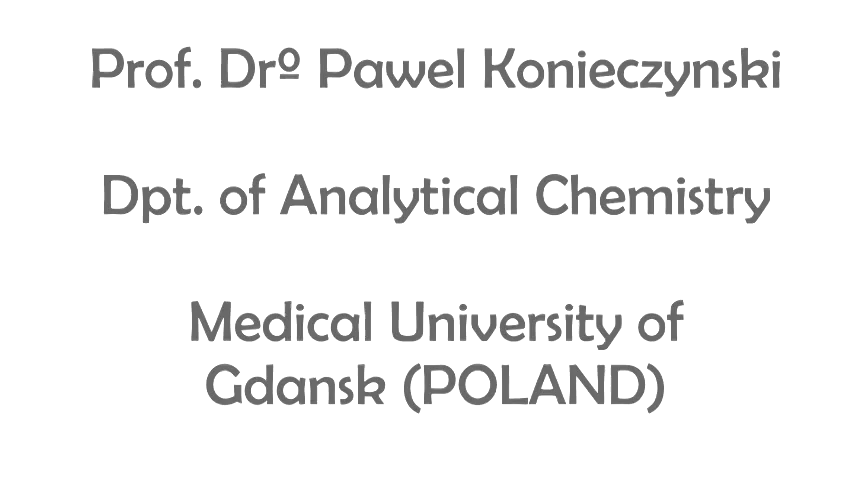 Prof. Drº Pawel Konieczynski
Dpt. of Analytical Chemistry
Medical University of
Gdansk (POLAND)